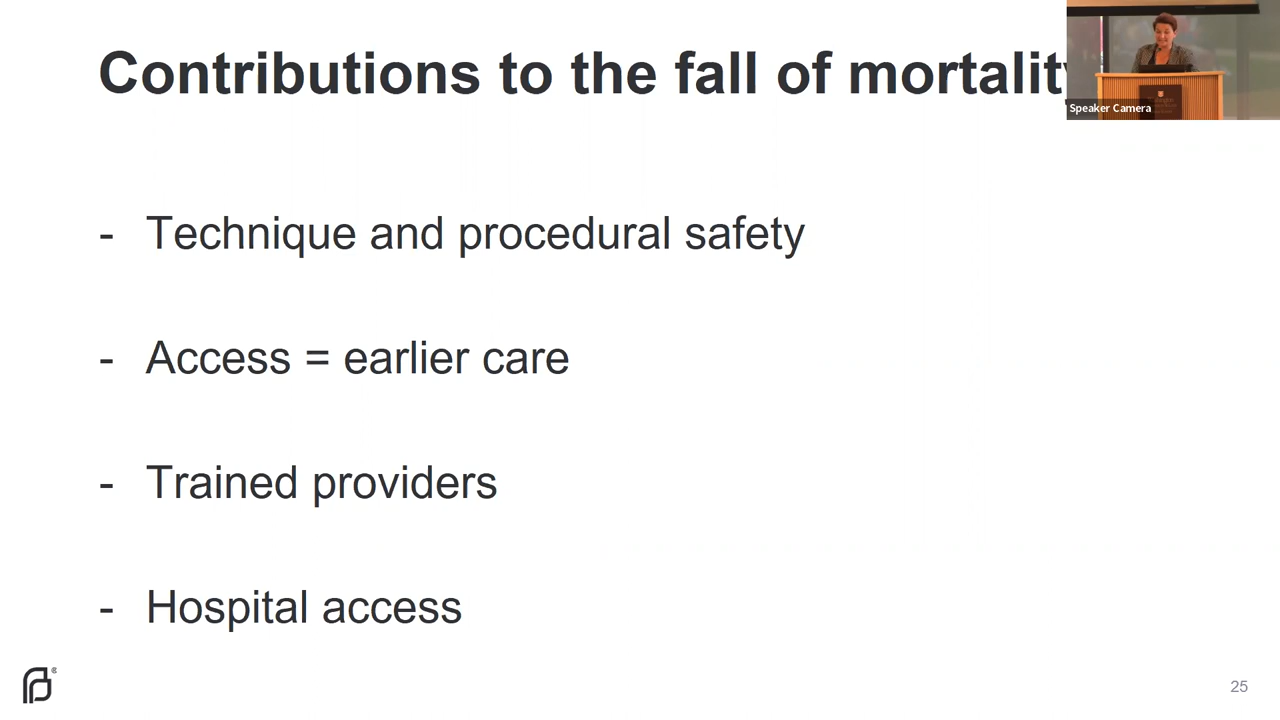 Contributions to the fall of mortality
Speaker Camera
- Technique and procedural safety
- Access = earlier care
- Trained providers
- Hospital access
25